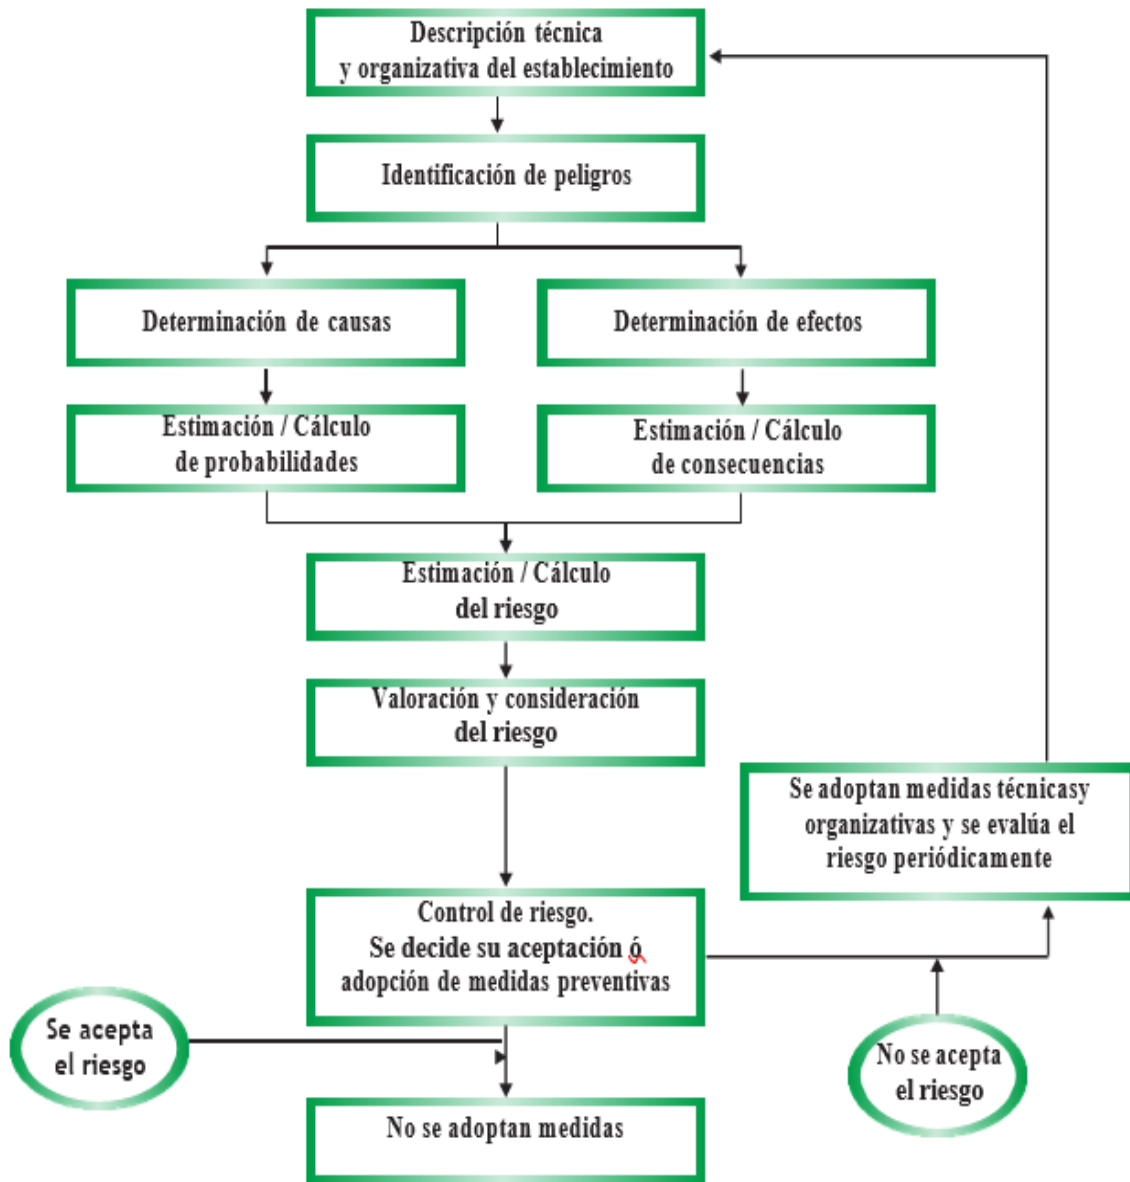 Descripción técnica
y organizativa del establecimiento
Identificación de peligros
Determinación de causas
Determinación de efectos
Estimación / Cálculo
de probabilidades
Estimación / Cálculo
de consecuencias
Estimación / Cálculo
del riesgo
Valoración y consideración
del riesgo
Se adoptan medidas técnicasy
organizativas y se evalúa el
riesgo periódicamente
Control de riesgo.
Se decide su aceptación ó
adopción de medidas preventivas
Se acepta
el riesgo
No se acepta
el riesgo
No se adoptan medidas